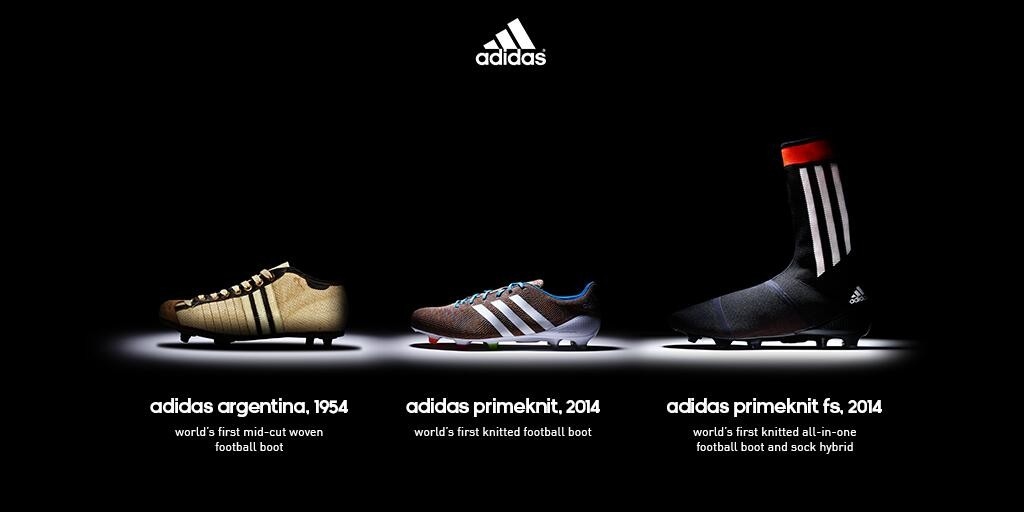 adidas
adidas argentina, 1954
world's first mid-cut woven
football boot
adidas primeknit, 2014
world's first knitted football boot
adidas primeknit fs, 2014
world's first knitted all-in-one
football boot and sock hybrid
adidas